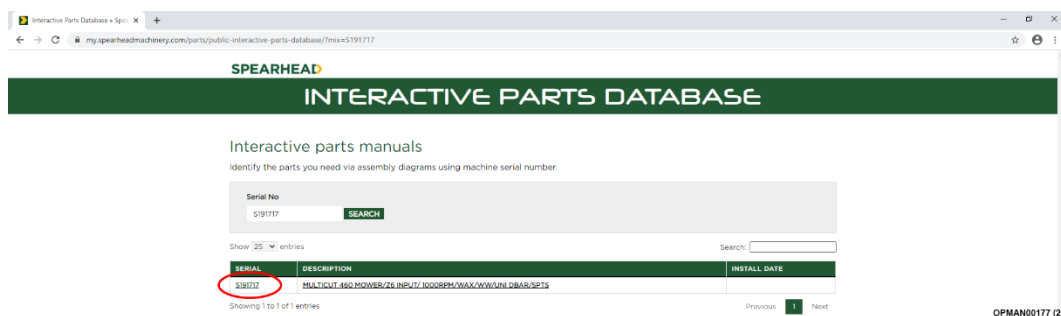 Interactive Parts Database « Spe
my.spearheadmachinery.com/parts/public-interactive-parts-database/?mix=S191717
SPEARHEAD
INTERACTIVE PARTS DATABASE
Interactive parts manuals
Identify the parts you need via assembly diagrams using machine serial number.
Serial No
S191717 SEARCH
Show 25 entries Search:
SERIAL DESCRIPTION INSTALL DATE
S191717 MULTICUT 460 MOWER/Z6 INPUT/ 1000RPM/WAX/WW/UNI DBAR/SPTS
Showing 1 to 1 of 1 entries Previous 1 Next
OPMAN00177 (2